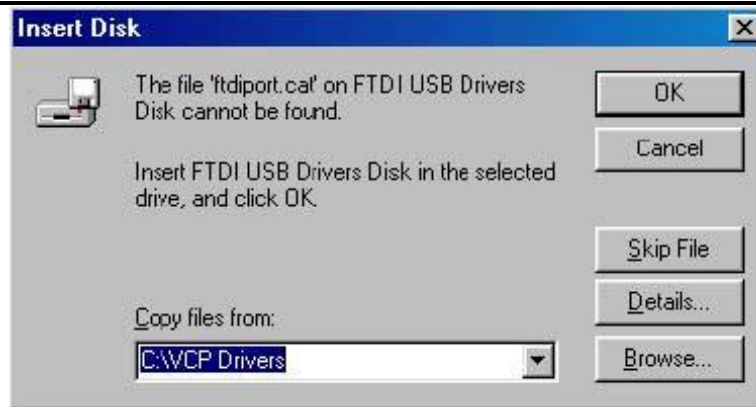 Insert Disk
The file 'ftdiport.cat' on FTDI USB Drivers
Disk cannot be found.
Insert FTDI USB Drivers Disk in the selected
drive, and click OK.
Copy files from:
C:\VCP Drivers
OK
Cancel
Skip File
Details...
Browse...